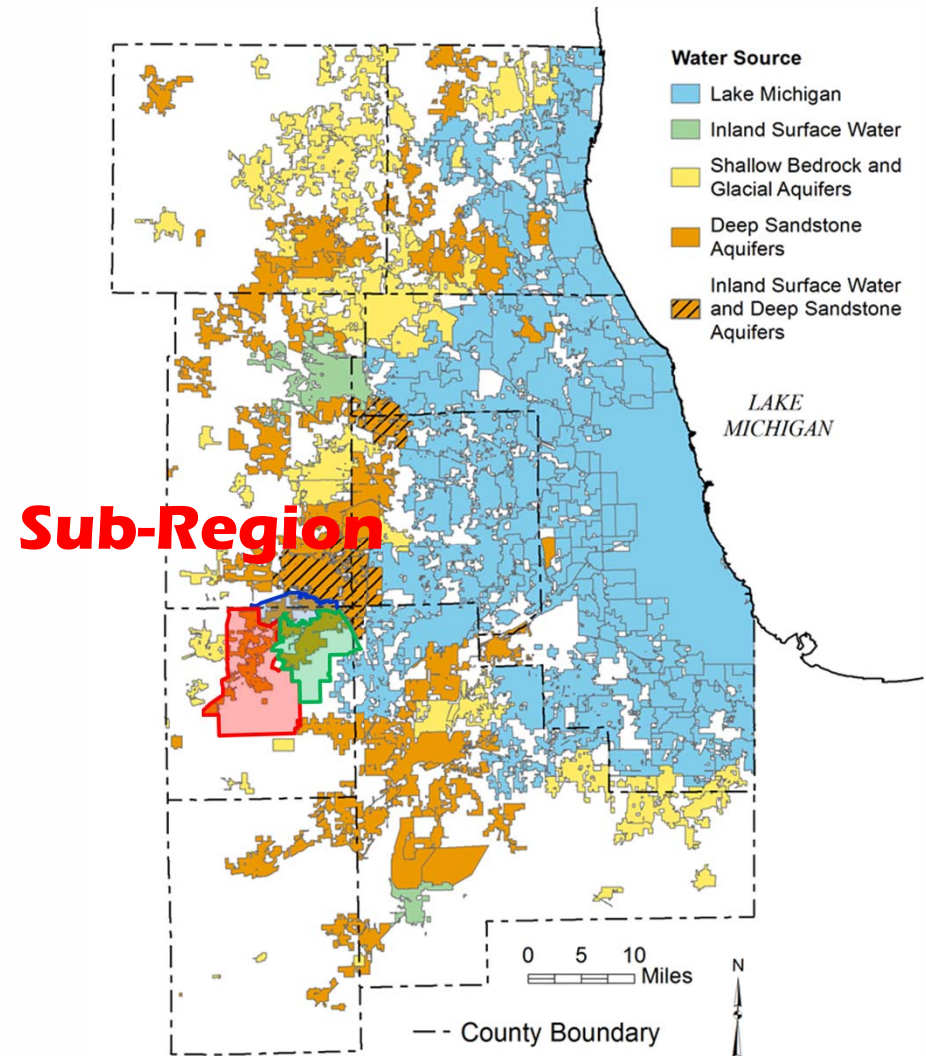 Water Source
Lake Michigan
Inland Surface Water
Shallow Bedrock and
Glacial Aquifers
Deep Sandstone
Aquifers
Inland Surface Water
and Deep Sandstone
Aquifers
LAKE
MICHIGAN
Sub-Region
0 5 10
Miles
N
County Boundary